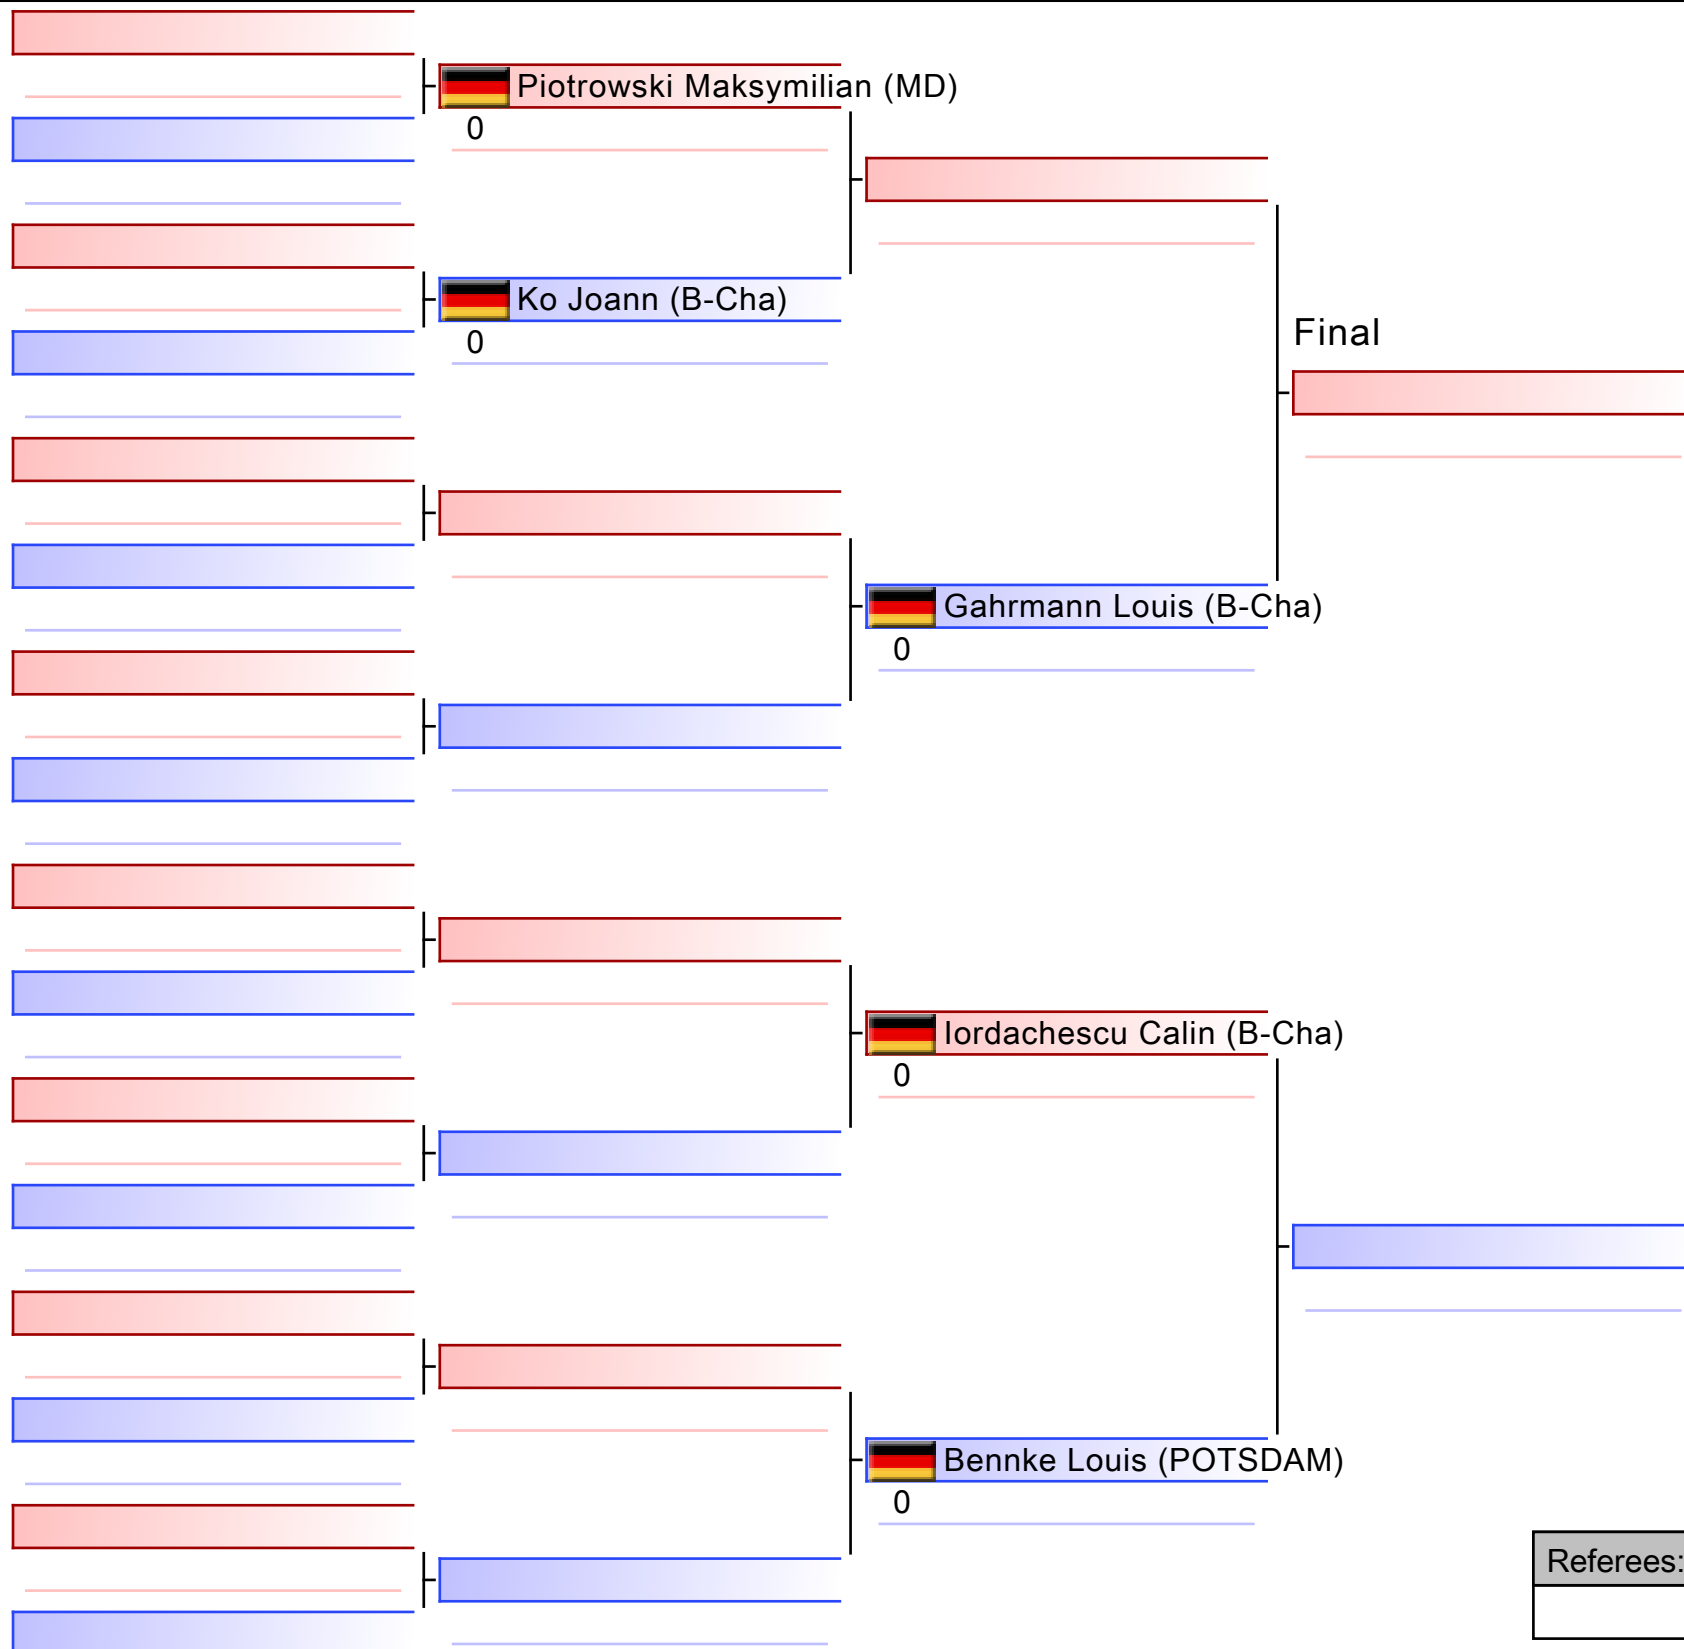 Piotrowski Maksymilian (MD)
0
Ko Joann (B-Cha)
0
Final
Gahrmann Louis (B-Cha)
0
Iordachescu Calin (B-Cha)
0
Bennke Louis (POTSDAM)
0
Referees: